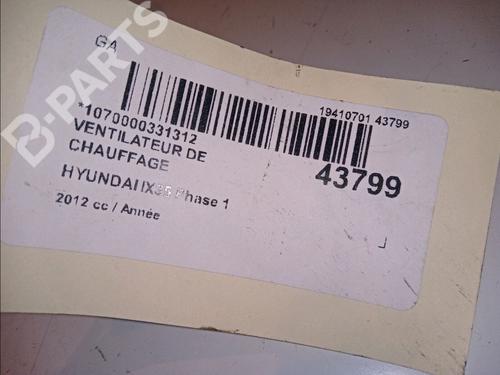 B-PARTS
GA
19410701 43799
*1070000331312
VENTILATEUR DE
CHAUFFAGE
43799
HYUNDAI IX35 Phase 1
2012 cc / Année